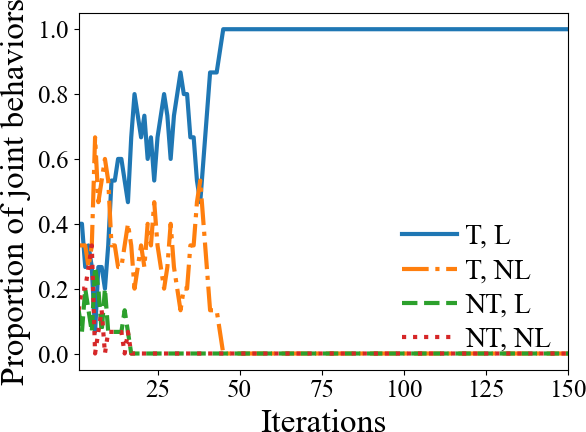 Proportion of joint behaviors
1.0
0.8
0.6
0.4
0.2
0.0
T, L
T, NL
NT, L
NT, NL
25 50 75 100 125 150
Iterations